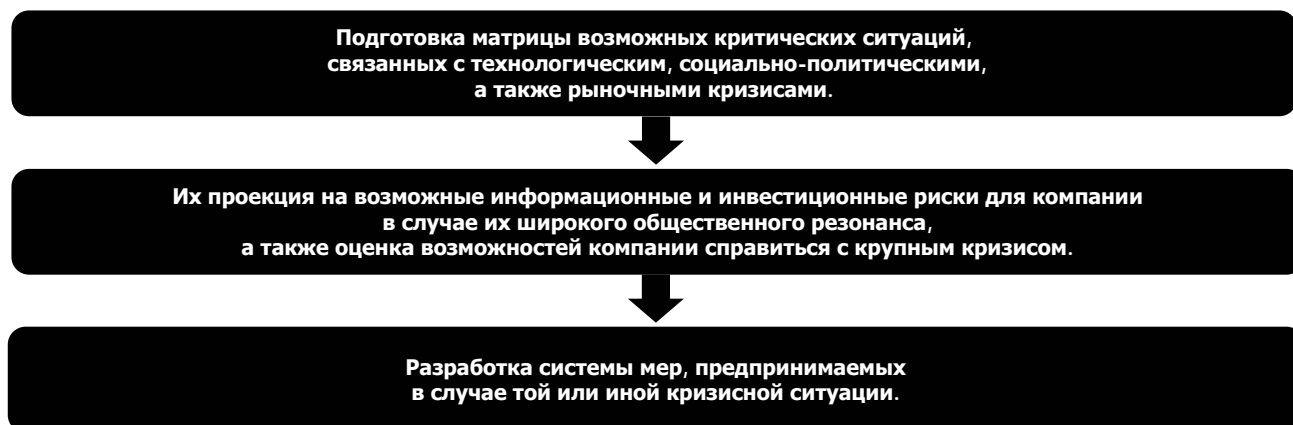 Подготовка матрицы возможных критических ситуаций,
связанных с технологическим, социально-политическими,
а также рыночными кризисами.
Их проекция на возможные информационные и инвестиционные риски для компании
в случае их широкого общественного резонанса,
а также оценка возможностей компании справиться с крупным кризисом.
Разработка системы мер, предпринимаемых
в случае той или иной кризисной ситуации.